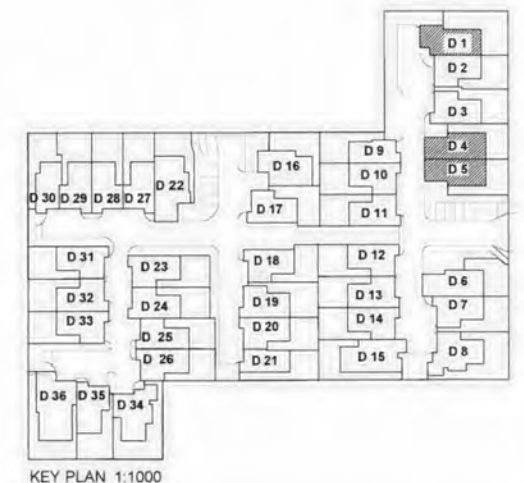 D 1
D 2
D 3
D 4
D 5
D 9
D 10
D 11
D 16
D 17
D 22
D 30 D 29 D 28 D 27
D 31
D 32
D 33
D 23
D 24
D 25
D 26
D 18
D 19
D 20
D 21
D 12
D 13
D 14
D 15
D 6
D 7
D 8
D 36 D 35 D 34
KEY PLAN 1:1000